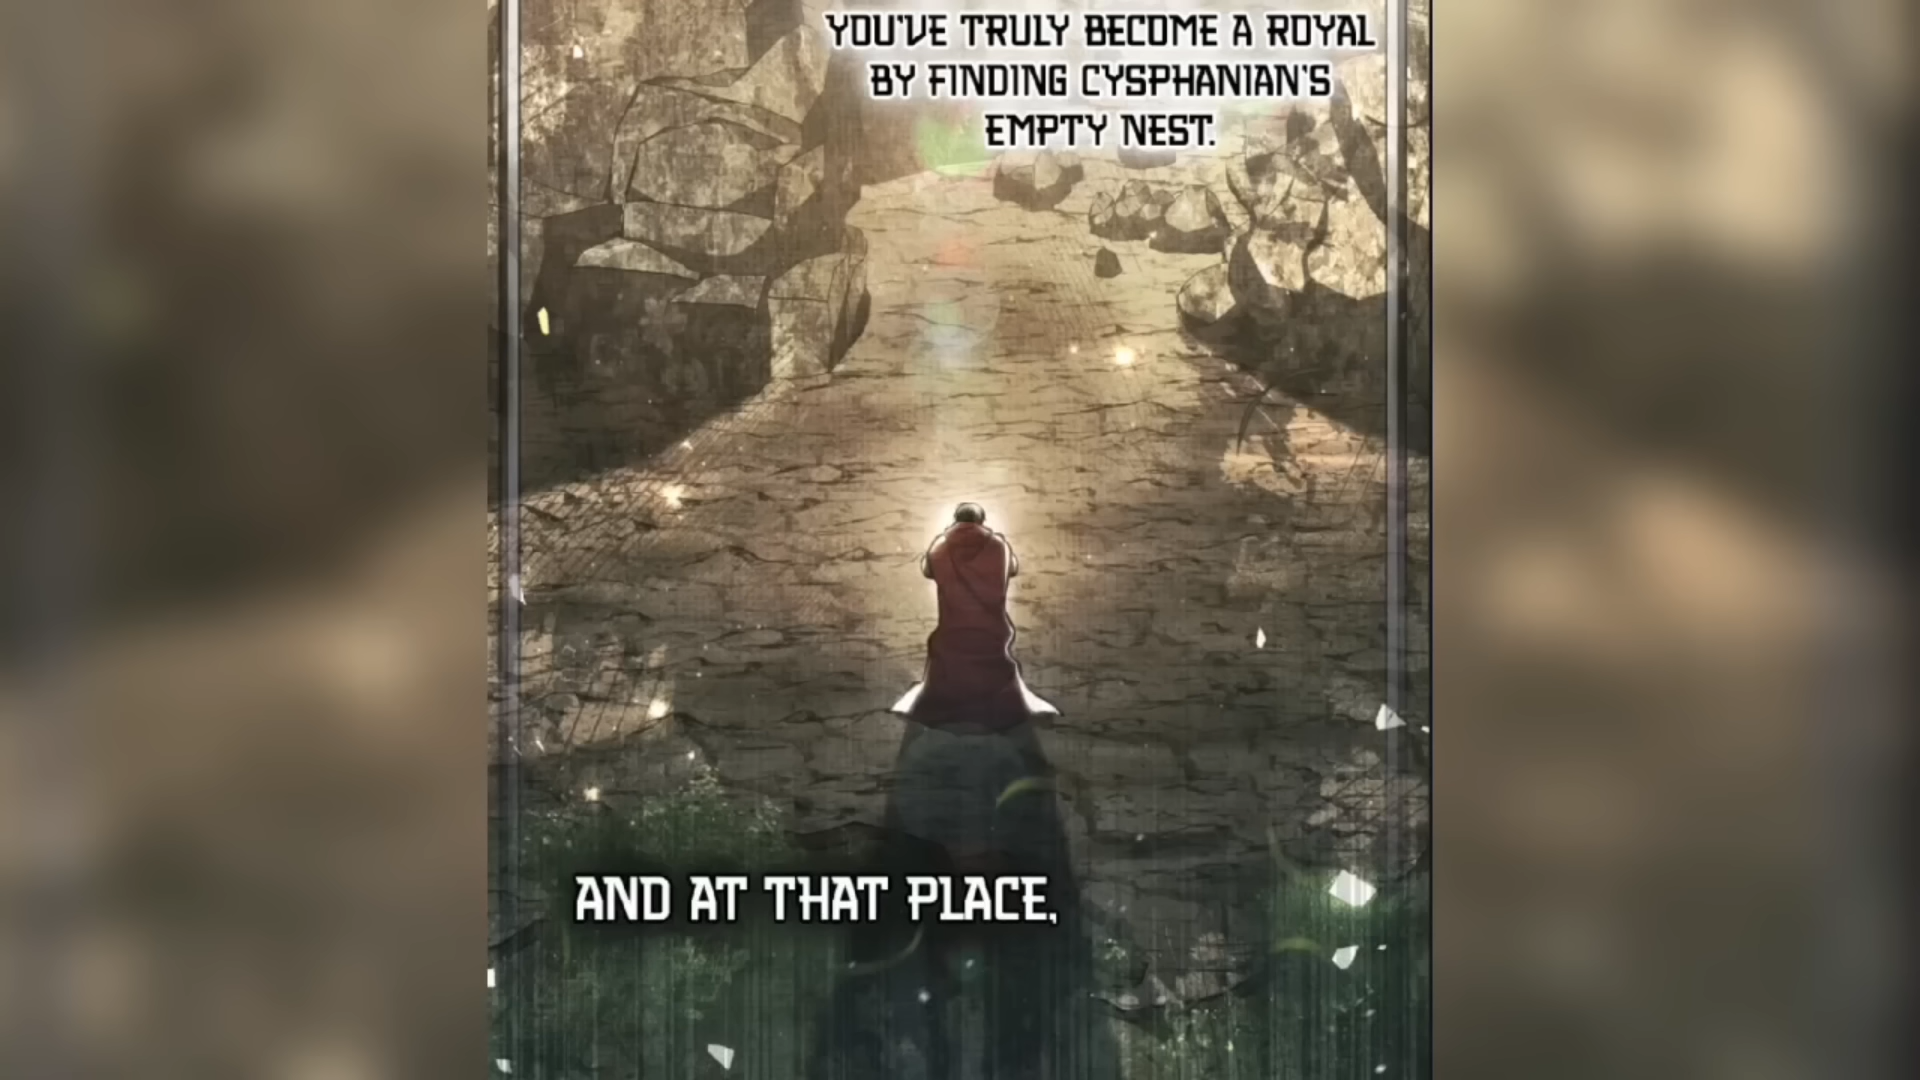 YOU'VE TRULY BECOME A ROYAL
BY FINDING CYSPHANIAN'S
EMPTY NEST.
AND AT THAT PLACE,